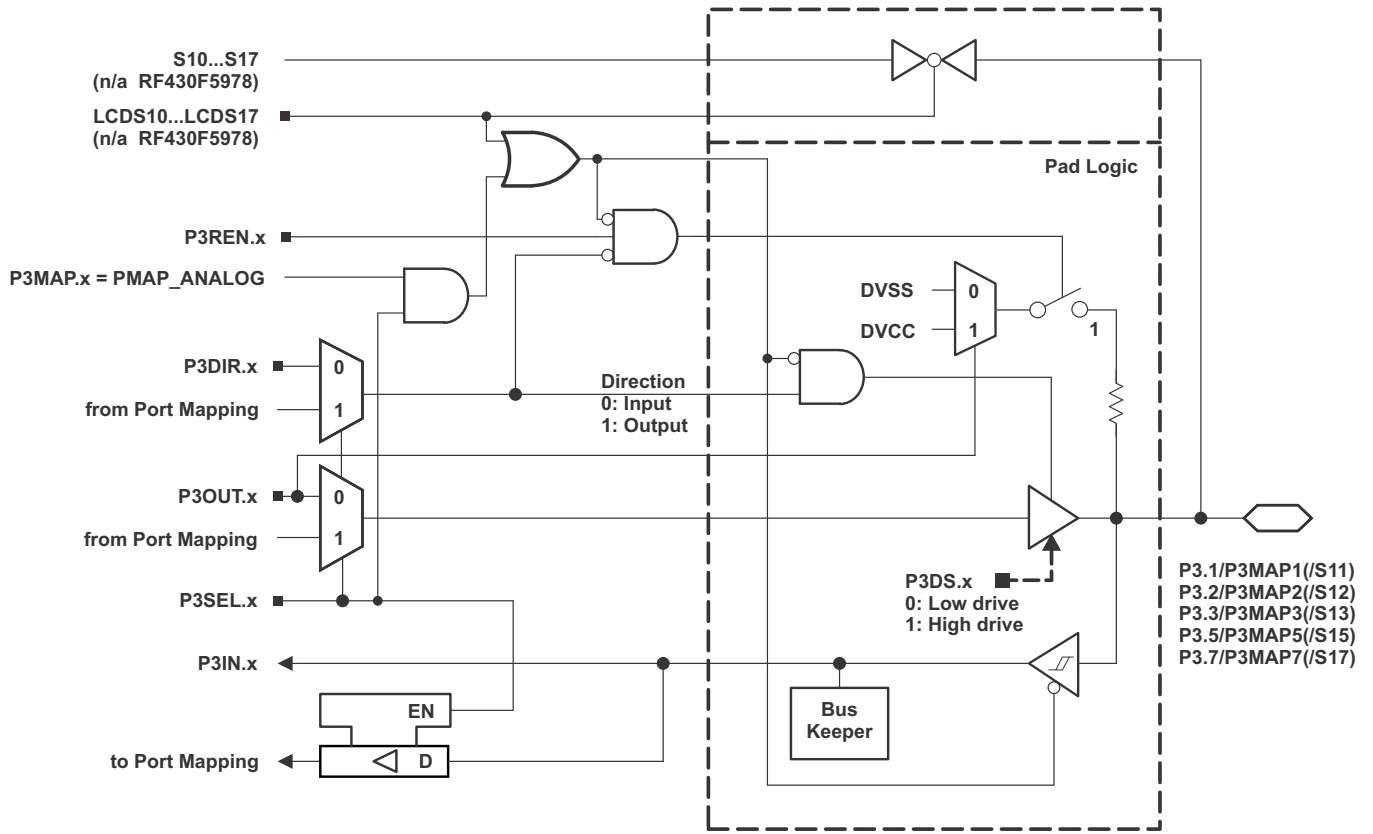 S10...S17
(n/a RF430F5978)
LCDS10...LCDS17
(n/a RF430F5978)
Pad Logic
P3REN.x
P3MAP.x = PMAP_ANALOG
DVSS
0
DVCC
1
1
P3DIR.x
0
from Port Mapping
1
Direction
0: Input
1: Output
P3OUT.x
0
from Port Mapping
1
P3DS.x
0: Low drive
1: High drive
P3.1/P3MAP1(/S11)
P3.2/P3MAP2(/S12)
P3.3/P3MAP3(/S13)
P3.5/P3MAP5(/S15)
P3.7/P3MAP7(/S17)
P3SEL.x
P3IN.x
EN
Bus
Keeper
to Port Mapping
D